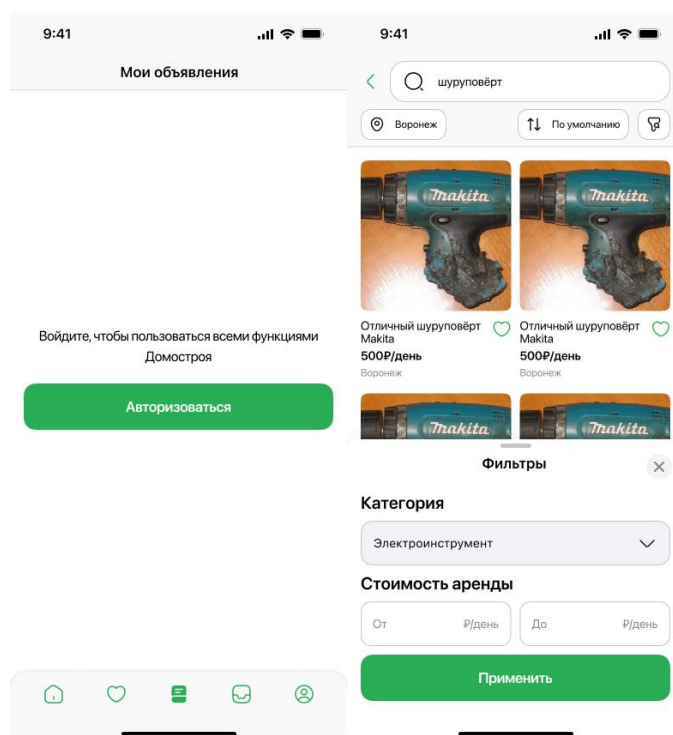 9:41
Мои объявления
Войдите, чтобы пользоваться всеми функциями
Домостроя
Авторизоваться
9:41
шуруповёрт
Воронеж
По умолчанию
makita
makita
Отличный шуруповёрт
Makita
500₽/день
Воронеж
Отличный шуруповёрт
Makita
500₽/день
Воронеж
makita
makita
Фильтры
Категория
Электроинструмент
Стоимость аренды
От ₽/день
До ₽/день
Применить